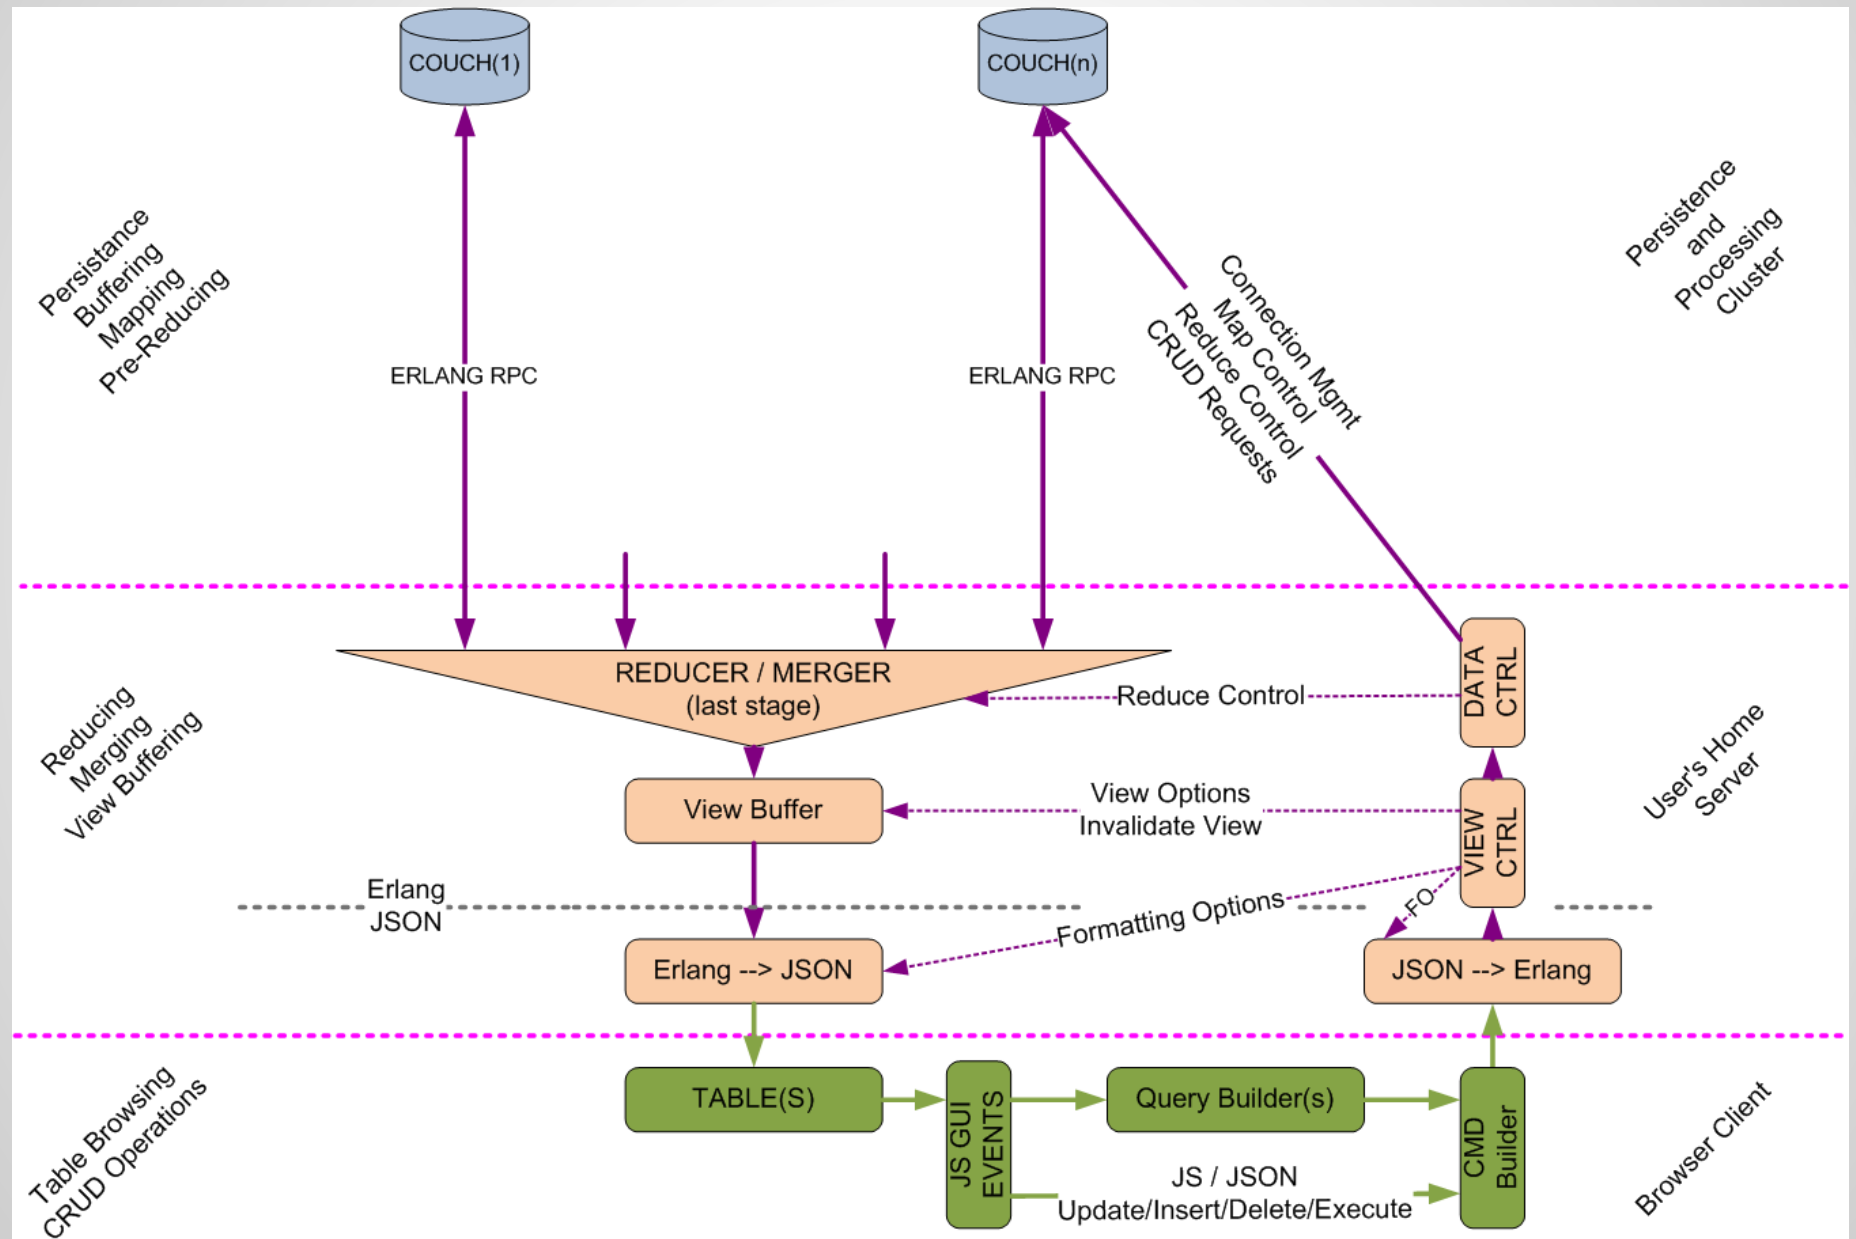 COUCH(1)
COUCH(n)
Persistance
Buffering
Mapping
Pre-Reducing
Persistence
and
Processing
Cluster
ERLANG RPC
ERLANG RPC
Connection Mgmt
Map Control
Reduce Control
CRUD Requests
REDUCER / MERGER
(last stage)
Reduce Control
DATA
CTRL
Reducing
Merging
View Buffering
View Buffer
View Options
Invalidate View
VIEW
CTRL
User's Home
Server
Erlang
JSON
Formatting Options
FO
Erlang --> JSON
JSON --> Erlang
Table Browsing
CRUD Operations
TABLE(S)
JS GUI
EVENTS
Query Builder(s)
JS / JSON
Update/Insert/Delete/Execute
CMD
Builder
Browser Client